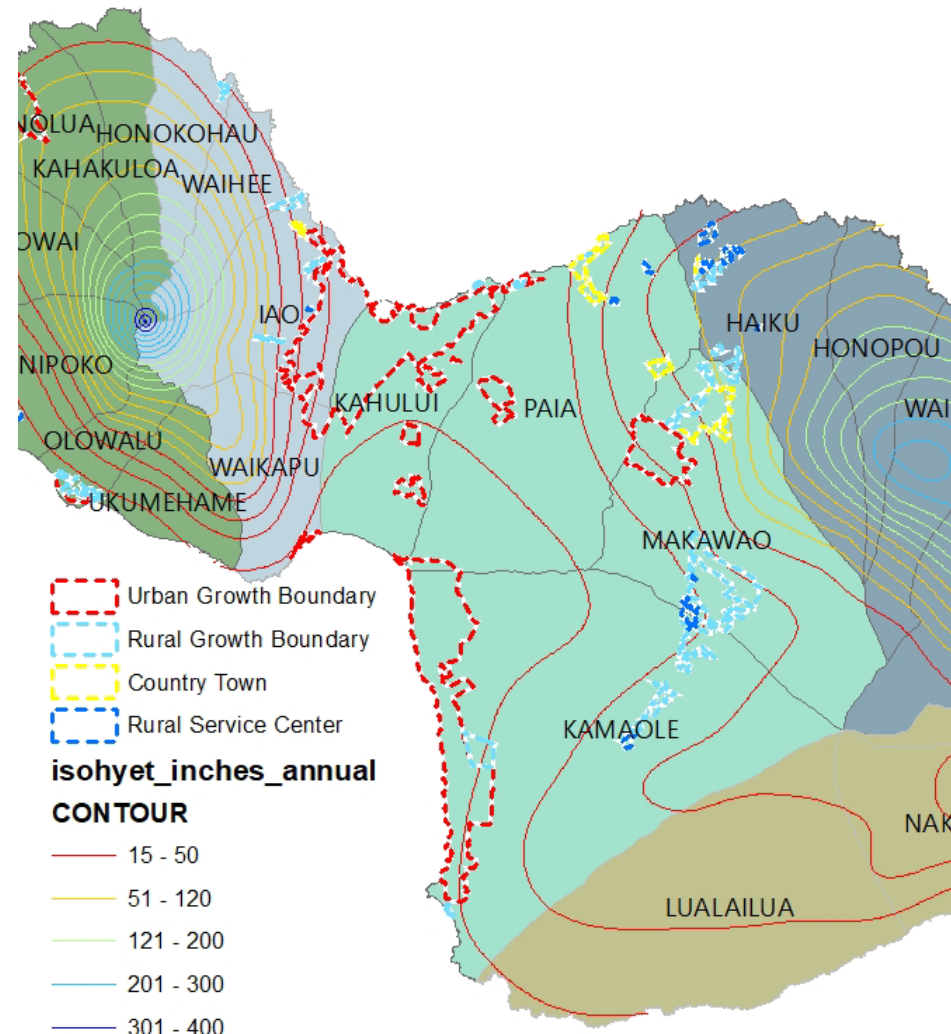 NOLUA
HONOKOHAU
KAHAKULOA
WAIHEE
OWAI
IAO
HAIKU
NIPOKO
HONOPOU
KAHULUI
PAIA
WAI
OLOWALU
WAIKAPU
UKUMEHAME
MAKAWAO
Urban Growth Boundary
Rural Growth Boundary
Country Town
Rural Service Center
KAMAOLE
isohyet_inches_annual
CONTOUR
NAK
15 - 50
51 - 120
LUALAILUA
121 - 200
201 - 300
301 - 400